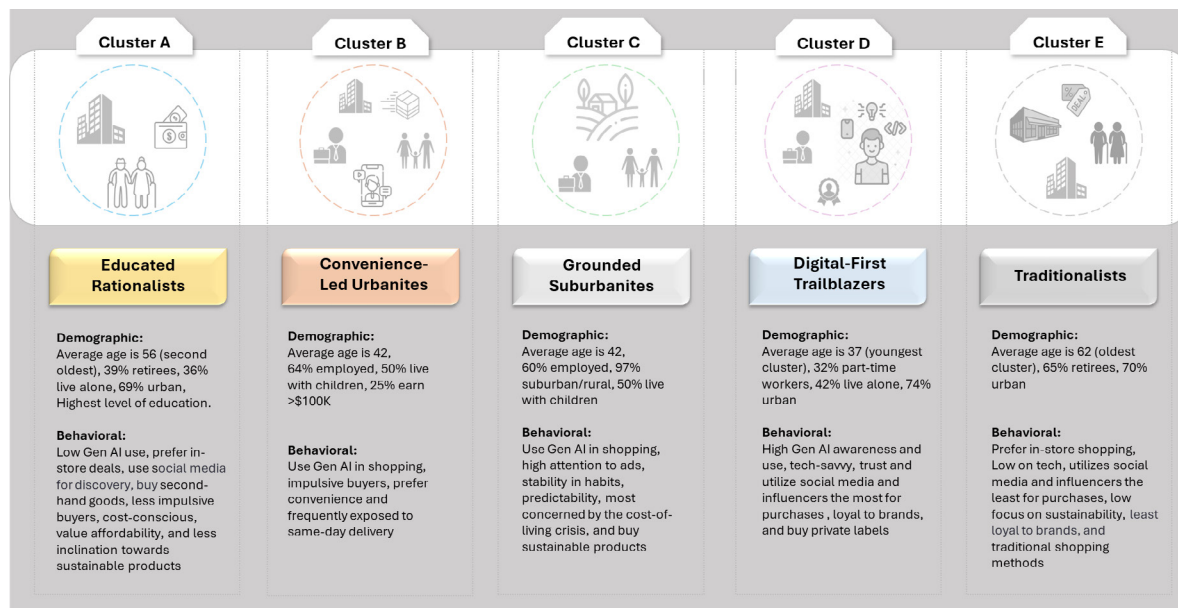 Cluster A
Cluster B
Cluster C
Cluster D
Cluster E
DEAL
Educated
Rationalists
Convenience-
Led Urbanites
Grounded
Suburbanites
Digital-First
Trailblazers
Traditionalists
Demographic:
Average age is 56 (second
oldest), 39% retirees, 36%
live alone, 69% urban,
Highest level of education.
Behavioral:
Low Gen AI use, prefer in-
store deals, use social media
for discovery, buy second-
hand goods, less impulsive
buyers, cost-conscious,
value affordability, and less
inclination towards
sustainable products
Demographic:
Average age is 42,
64% employed, 50% live
with children, 25% earn
>$100K
Behavioral:
Use Gen AI in shopping,
impulsive buyers, prefer
convenience and
frequently exposed to
same-day delivery
Demographic:
Average age is 42,
60% employed, 97%
suburban/rural, 50% live
with children
Behavioral:
Use Gen AI in shopping,
high attention to ads,
stability in habits,
predictability, most
concerned by the cost-of-
living crisis, and buy
sustainable products
Demographic:
Average age is 37 (youngest
cluster), 32% part-time
workers, 42% live alone, 74%
urban
Behavioral:
High Gen AI awareness and
use, tech-savvy, trust and
utilize social media and
influencers the most for
purchases , loyal to brands,
and buy private labels
Demographic:
Average age is 62 (oldest
cluster), 65% retirees, 70%
urban
Behavioral:
Prefer in-store shopping,
Low on tech, utilizes social
media and influencers the
least for purchases, low
focus on sustainability, least
loyal to brands, and
traditional shopping
methods